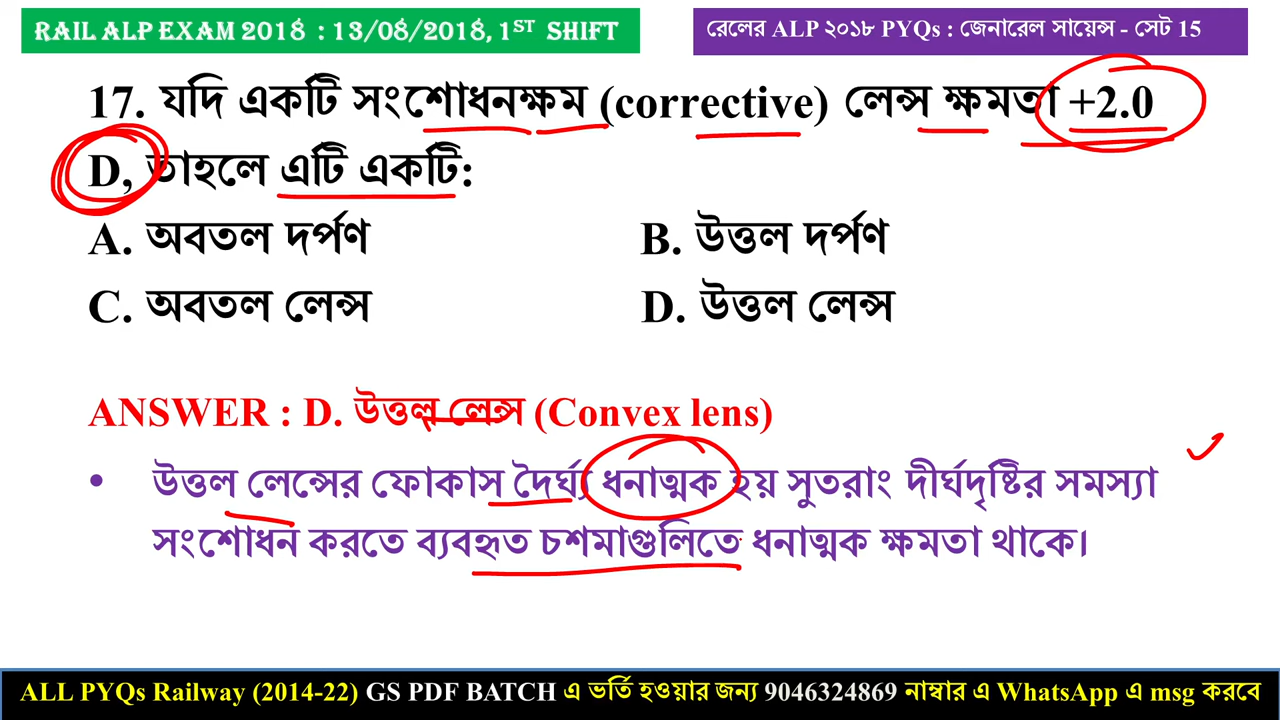 RAIL ALP EXAM 2018 : 13/08/2018, 1ST SHIFT
রেলের ALP ২০১৮ PYQs : জেনারেল সায়েন্স - সেট 15
17. যদি একটি সংশোধনক্ষম (corrective) লেন্স ক্ষমতা +2.0
D, তাহলে এটি একটি:
A. অবতল দর্পণ B. উত্তল দর্পণ
C. অবতল লেন্স D. উত্তল লেন্স
ANSWER : D. উত্তল লেন্স (Convex lens)
• উত্তল লেন্সের ফোকাস দৈর্ঘ্য ধনাত্মক হয় সুতরাং দীর্ঘদৃষ্টির সমস্যা
সংশোধন করতে ব্যবহৃত চশমাগুলিতে ধনাত্মক ক্ষমতা থাকে।
ALL PYQs Railway (2014-22) GS PDF BATCH এ ভর্তি হওয়ার জন্য 9046324869 নাম্বার এ WhatsApp এ msg করবে